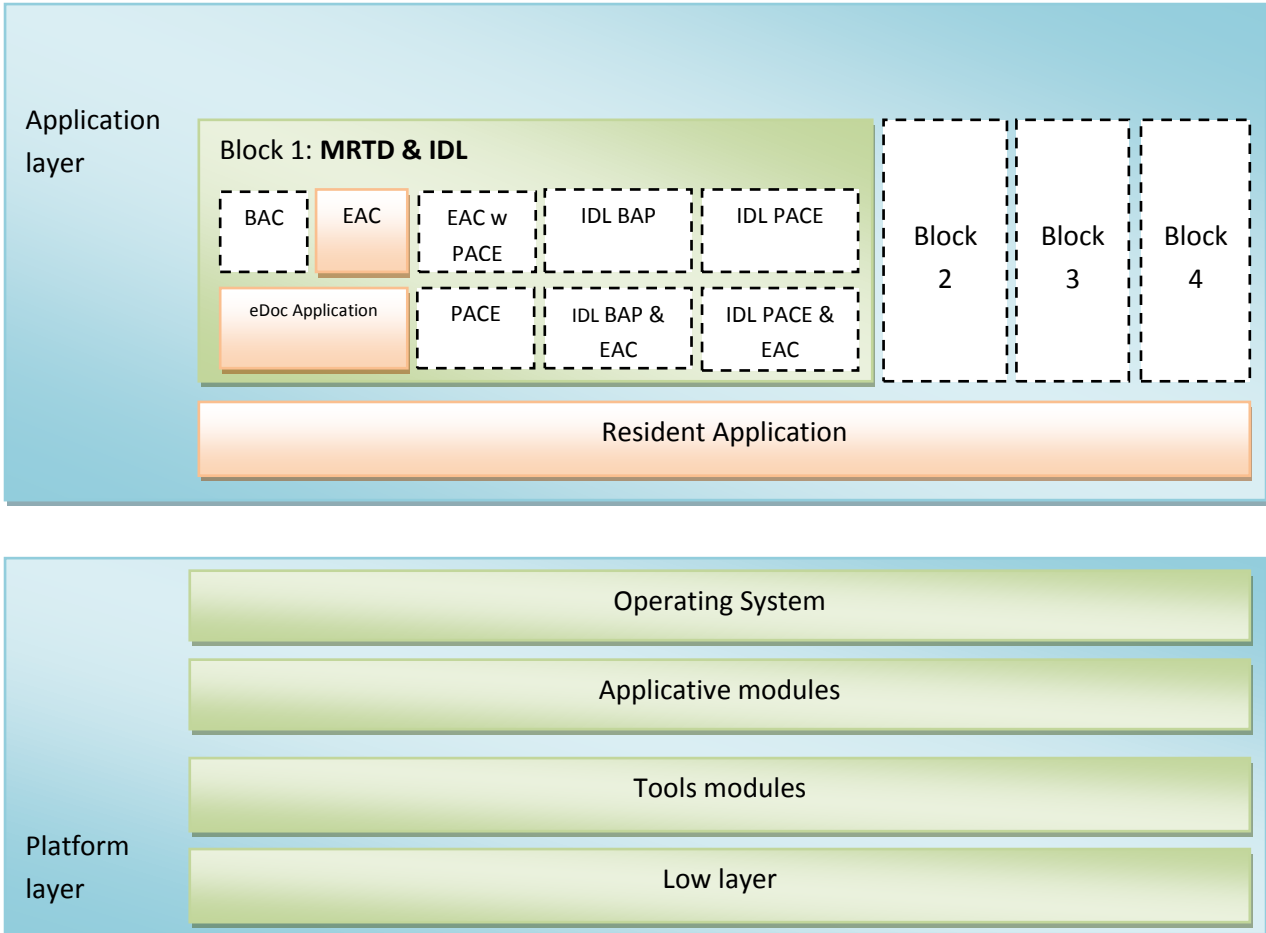 Application
layer
Block 1: MRTD & IDL
BAC
EAC
EAC w
PACE
IDL BAP
IDL PACE
eDoc Application
PACE
IDL BAP &
EAC
IDL PACE &
EAC
Block
2
Block
3
Block
4
Resident Application
Operating System
Applicative modules
Tools modules
Platform
layer
Low layer